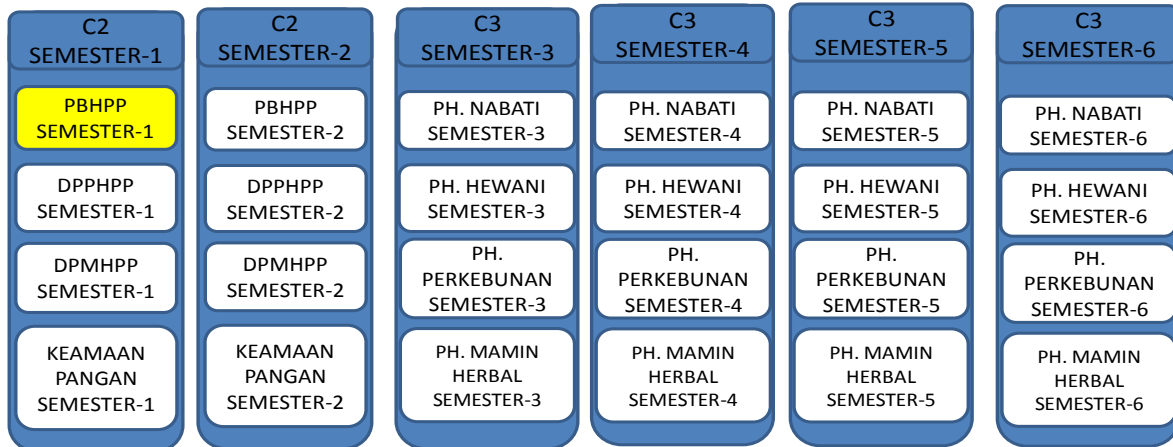 C2
SEMESTER-1
PBHPP
SEMESTER-1
DPPHPP
SEMESTER-1
DPMHPP
SEMESTER-1
KEAMAAN
PANGAN
SEMESTER-1
C2
SEMESTER-2
PBHPP
SEMESTER-2
DPPHPP
SEMESTER-2
DPMHPP
SEMESTER-2
KEAMAAN
PANGAN
SEMESTER-2
C3
SEMESTER-3
PH. NABATI
SEMESTER-3
PH. HEWANI
SEMESTER-3
PH.
PERKEBUNAN
SEMESTER-3
PH. MAMIN
HERBAL
SEMESTER-3
C3
SEMESTER-4
PH. NABATI
SEMESTER-4
PH. HEWANI
SEMESTER-4
PH.
PERKEBUNAN
SEMESTER-4
PH. MAMIN
HERBAL
SEMESTER-4
C3
SEMESTER-5
PH. NABATI
SEMESTER-5
PH. HEWANI
SEMESTER-5
PH.
PERKEBUNAN
SEMESTER-5
PH. MAMIN
HERBAL
SEMESTER-5
C3
SEMESTER-6
PH. NABATI
SEMESTER-6
PH. HEWANI
SEMESTER-6
PH.
PERKEBUNAN
SEMESTER-6
PH. MAMIN
HERBAL
SEMESTER-6